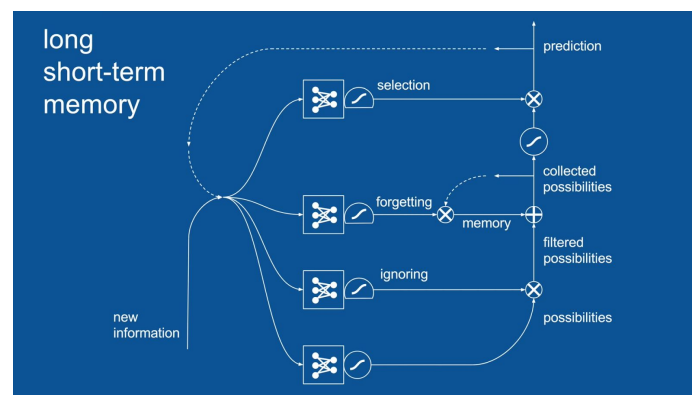 long
short-term
memory
prediction
selection
collected
possibilities
forgetting
memory
filtered
possibilities
ignoring
new
information
possibilities